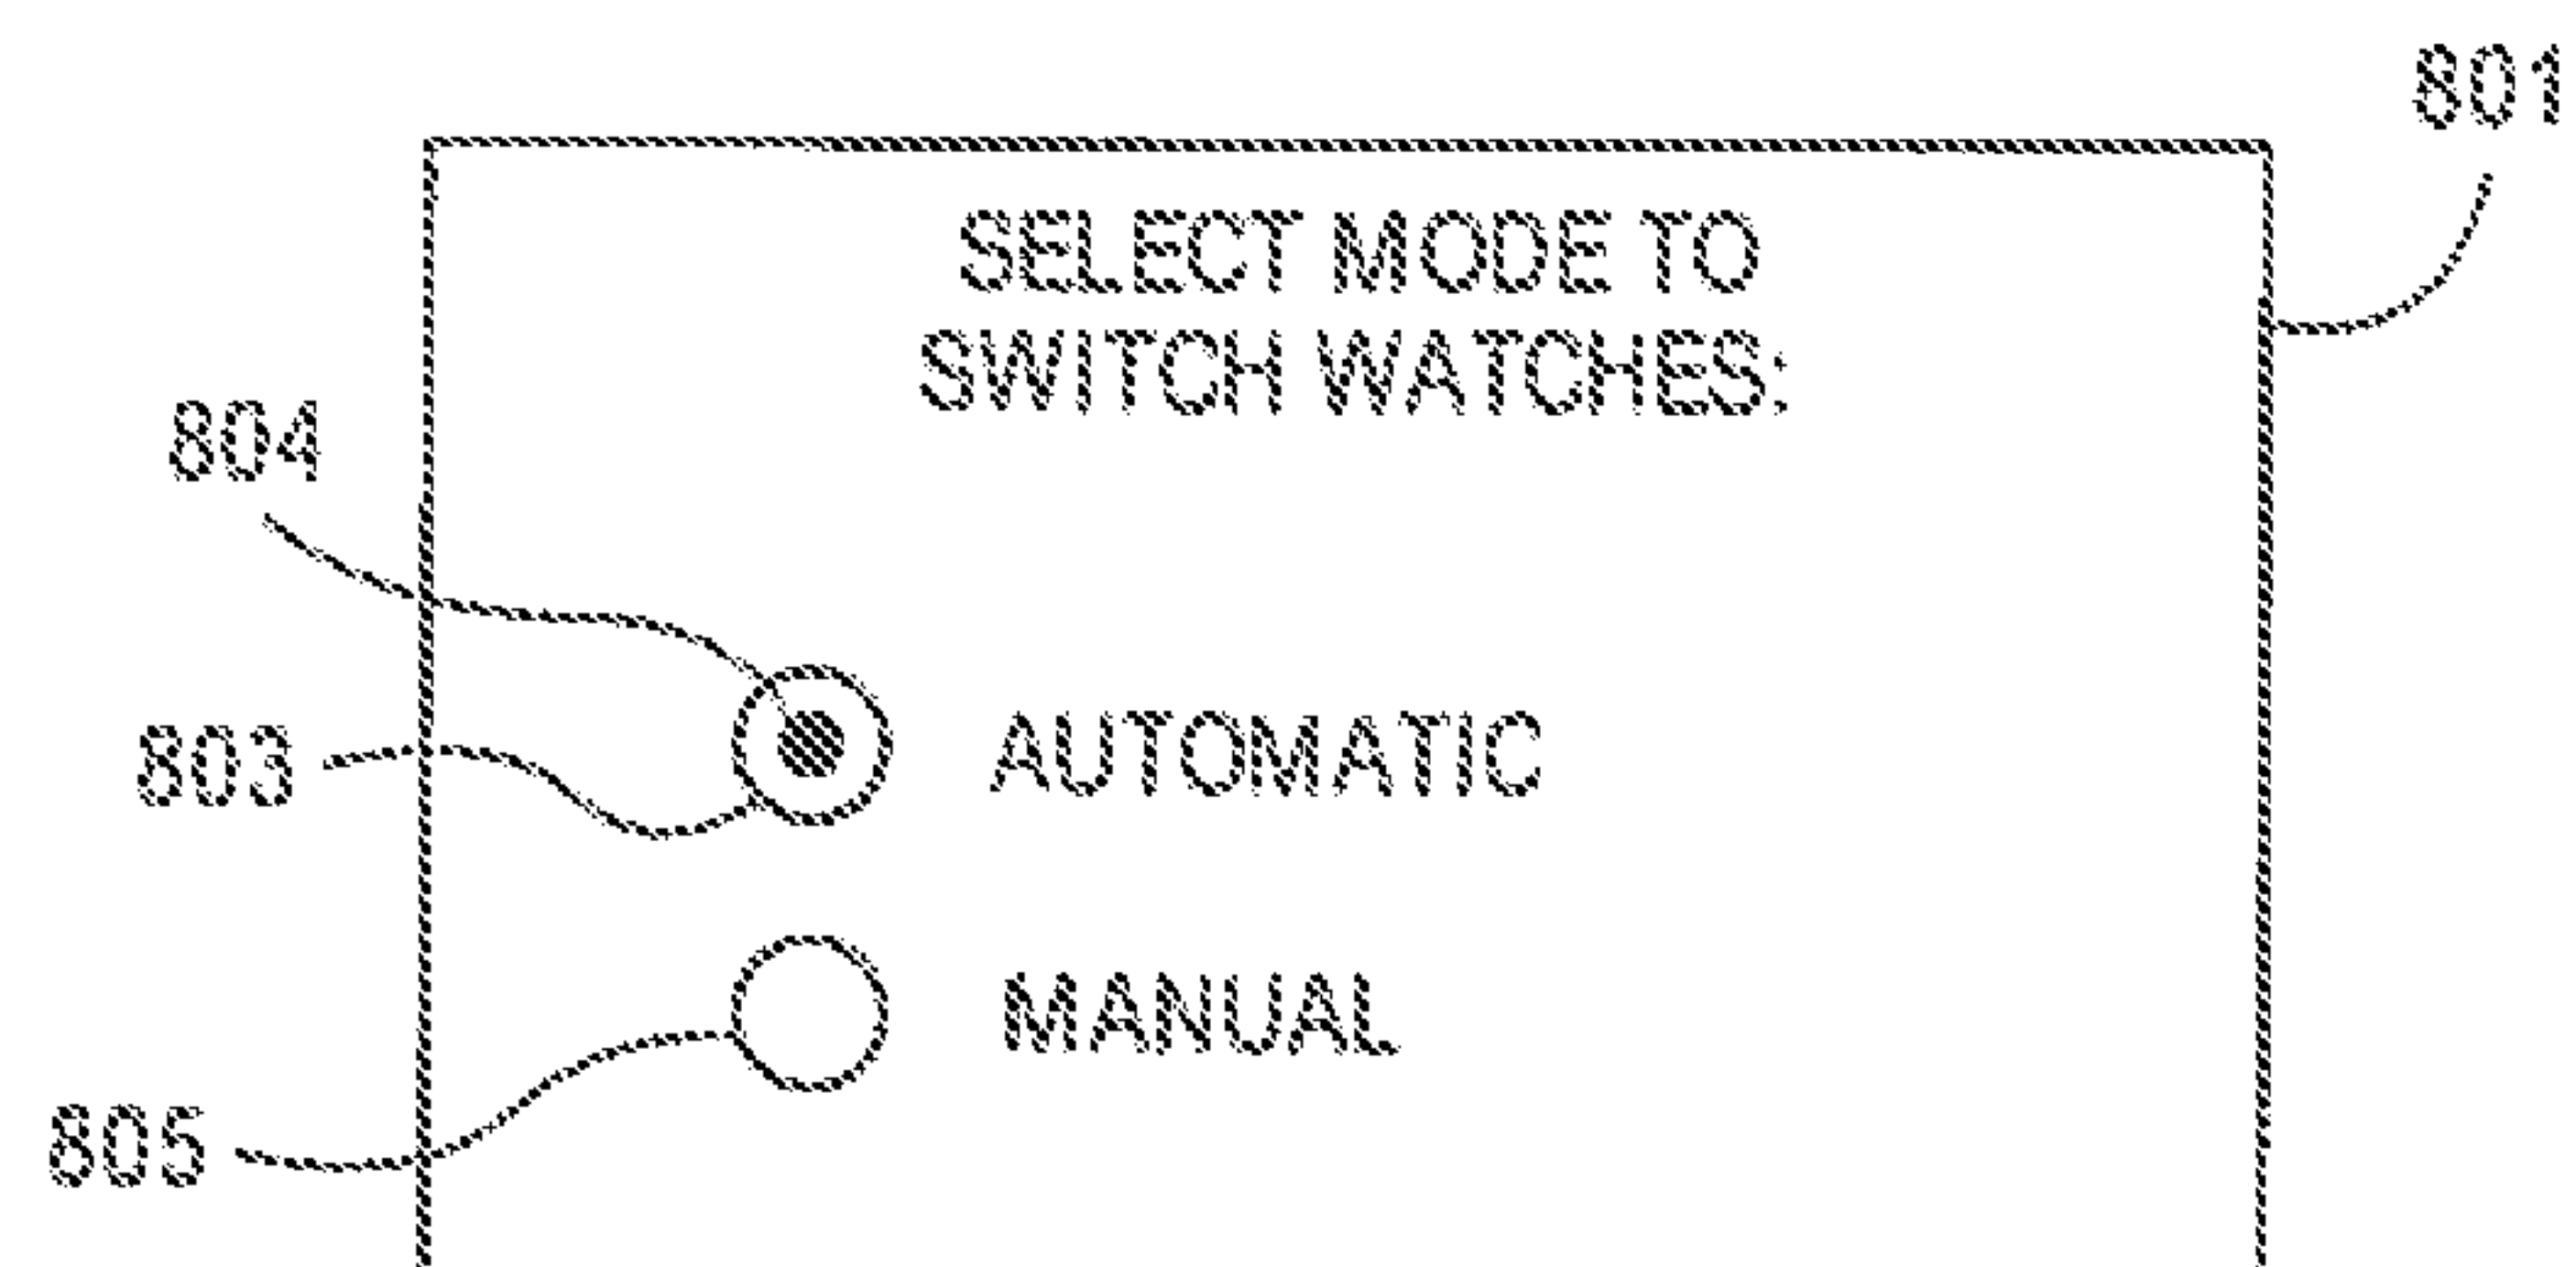 801
SELECT MODE TO
SWITCH WATCHES:
804
803
AUTOMATIC
MANUAL
805